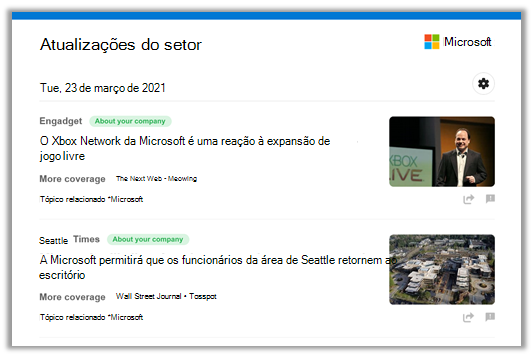 Atualizações do setor
Microsoft
Tue, 23 de março de 2021
Engadget About your company
O Xbox Network da Microsoft é uma reação à expansão de
jogo livre
More coverage The Next Web • Meowing
Tópico relacionado *Microsoft
XBOX
LIVE
Seattle Times About your company
A Microsoft permitirá que os funcionários da área de Seattle retornem ao
escritório
More coverage Wall Street Journal • Tosspot
Tópico relacionado *Microsoft